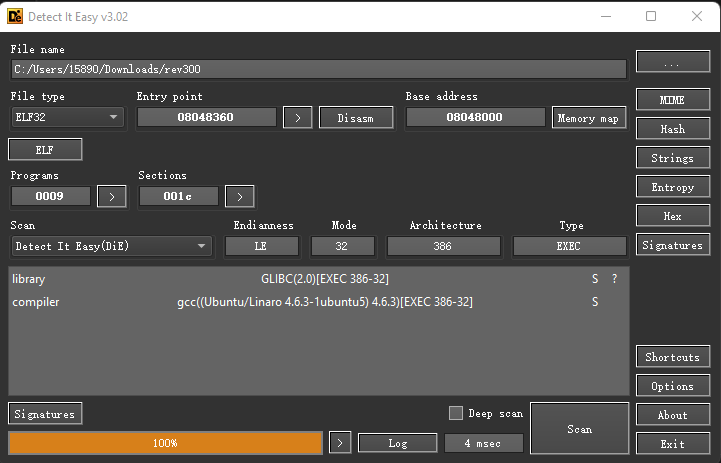 Detect It Easy v3.02
File name
C:/Users/15890/Downloads/rev300
...
File type
Entry point
Base address
ELF32
08048360
>
Disasm
08048000
Memory map
MIME
ELF
Hash
Programs
Sections
Strings
0009
>
001c
>
Entropy
Scan
Endianness
Mode
Architecture
Type
Hex
Detect It Easy(DiE)
LE
32
386
EXEC
Signatures
library GLIBC(2.0)[EXEC 386-32] S ?
compiler gcc((Ubuntu/Linaro 4.6.3-1ubuntu5) 4.6.3)[EXEC 386-32] S
Shortcuts
Options
Signatures
Deep scan
Scan
About
100%
>
Log
4 msec
Exit